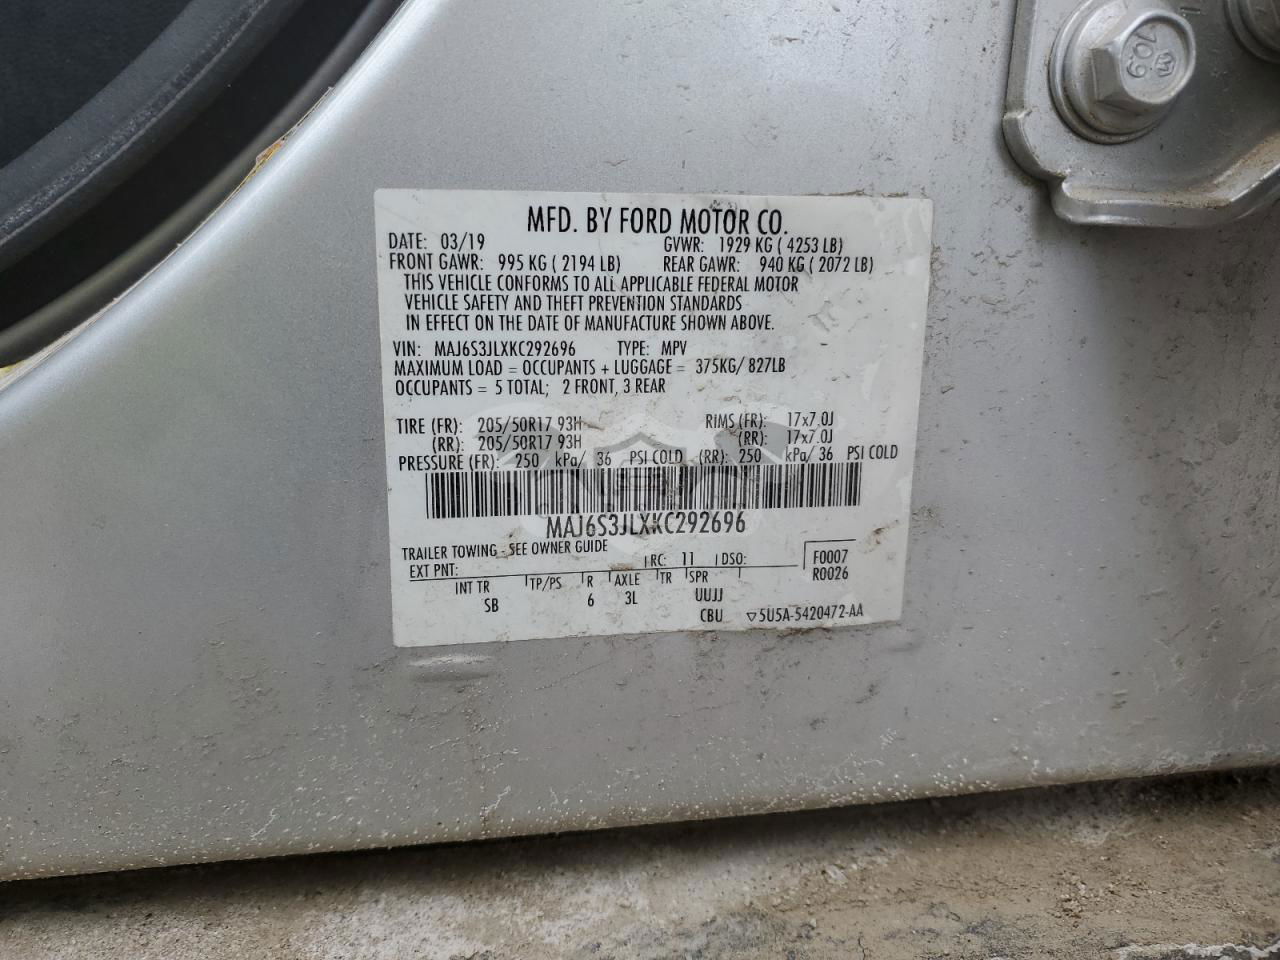 109
MFD. BY FORD MOTOR CO.
DATE: 03/19 GVWR: 1929 KG ( 4253 LB)
FRONT GAWR: 995 KG ( 2194 LB) REAR GAWR: 940 KG ( 2072 LB)
THIS VEHICLE CONFORMS TO ALL APPLICABLE FEDERAL MOTOR
VEHICLE SAFETY AND THEFT PREVENTION STANDARDS
IN EFFECT ON THE DATE OF MANUFACTURE SHOWN ABOVE.
VIN: MAJ6S3JLXKC292696 TYPE: MPV
MAXIMUM LOAD = OCCUPANTS + LUGGAGE = 375KG/ 827LB
OCCUPANTS = 5 TOTAL; 2 FRONT, 3 REAR
TIRE (FR): 205/50R17 93H RIMS (FR): 17x7.0J
(RR): 205/50R17 93H (RR): 17x7.0J
PRESSURE (FR): 250 kPa/ 36 PSI COLD (RR): 250 kPa/ 36 PSI COLD
MAJ6S3JLXKC292696
TRAILER TOWING - SEE OWNER GUIDE
EXT PNT: RC: 11 DSO: F0007
R0026
INT TR TP/PS R AXLE TR SPR
SB 6 3L UUJJ
CBU ▽5U5A-5420472-AA